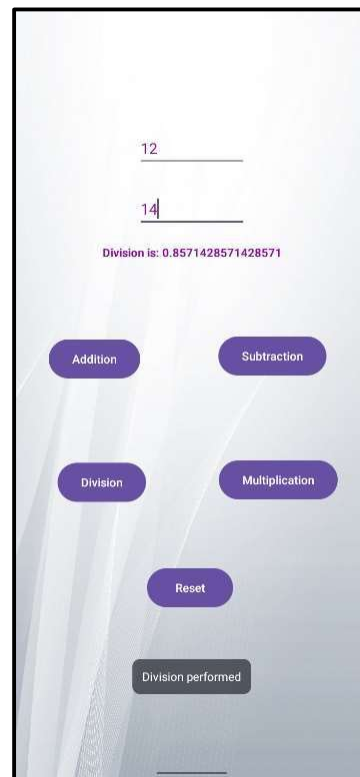 12
14
Division is: 0.8571428571428571
Addition
Subtraction
Division
Multiplication
Reset
Division performed